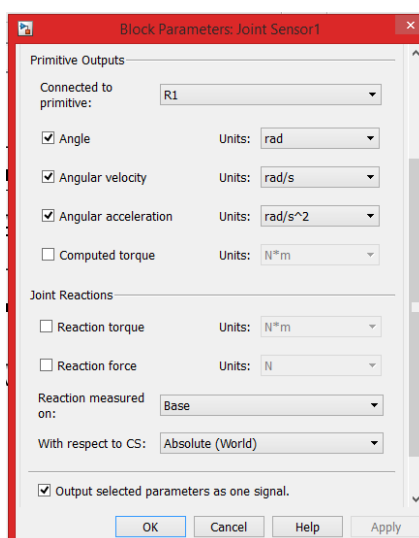 Block Parameters: Joint Sensor1
Primitive Outputs
Connected to primitive: R1
Angle Units: rad
Angular velocity Units: rad/s
Angular acceleration Units: rad/s^2
Computed torque Units: N*m
Joint Reactions
Reaction torque Units: N*m
Reaction force Units: N
Reaction measured on: Base
With respect to CS: Absolute (World)
Output selected parameters as one signal.
OK Cancel Help Apply